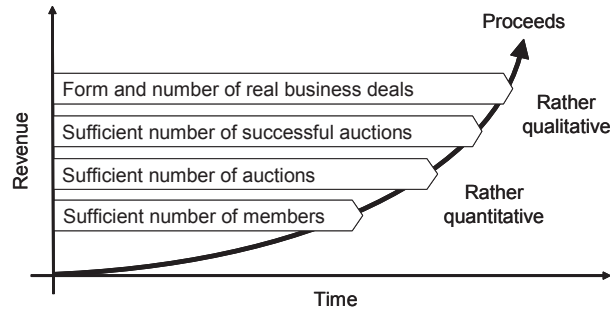 Proceeds
Form and number of real business deals
Rather
qualitative
Sufficient number of successful auctions
Sufficient number of auctions
Rather
quantitative
Sufficient number of members
Revenue
Time